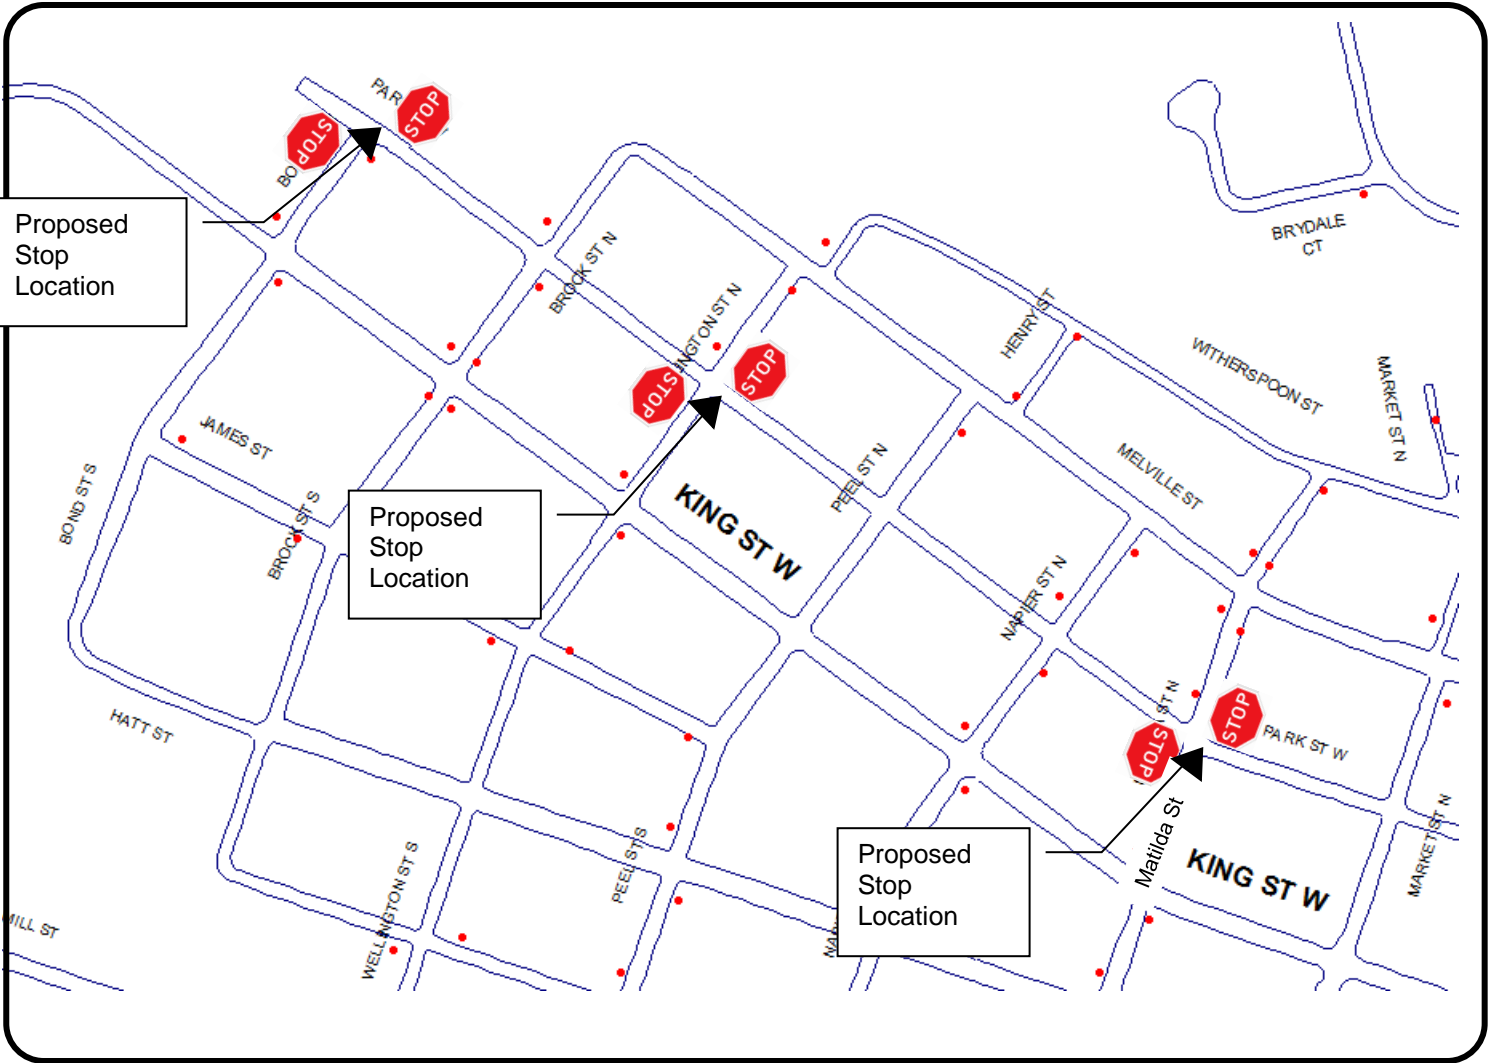 PAR
STOP
STOP
BO
Proposed
Stop
Location
BRYDALE
CT
BROCK ST N
INGTON ST N
HENRY ST
WITHERSPOON ST
MARKET ST N
STOP
STOP
JAMES ST
BOND ST S
BROCK ST S
Proposed
Stop
Location
KING ST W
PEEL ST N
MELVILLE ST
NAPIER ST N
ST N
STOP
STOP
PARK ST W
HATT ST
Matilda St
KING ST W
MARKET ST N
Proposed
Stop
Location
PEEL ST S
WELLINGTON ST S
MILL ST